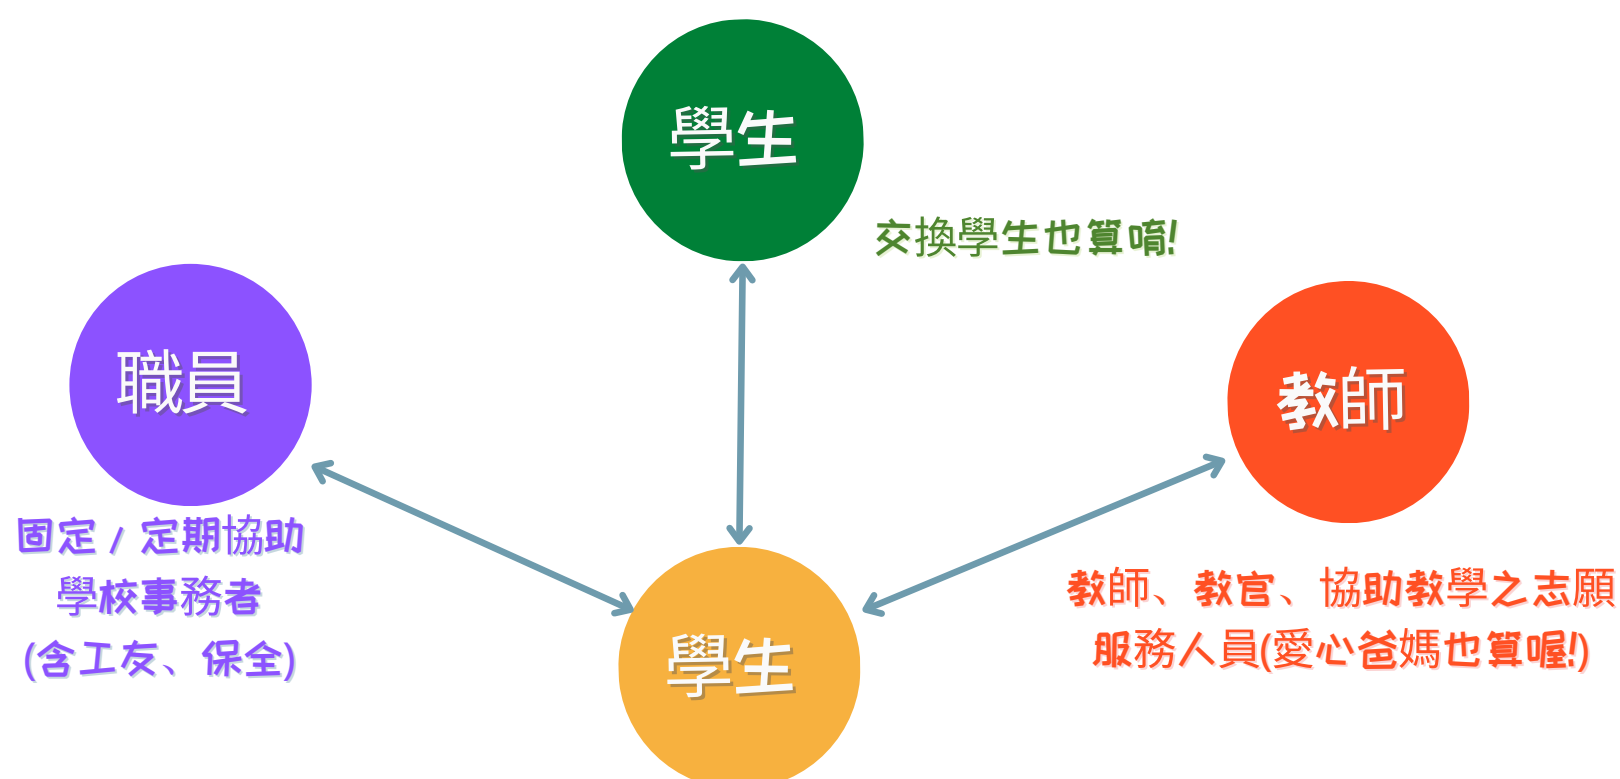 學生
交換學生也算唷!
職員
固定 / 定期協助
學校事務者
(含工友、保全)
教師
教師、教官、協助教學之志願
服務人員(愛心爸媽也算喔!)
學生